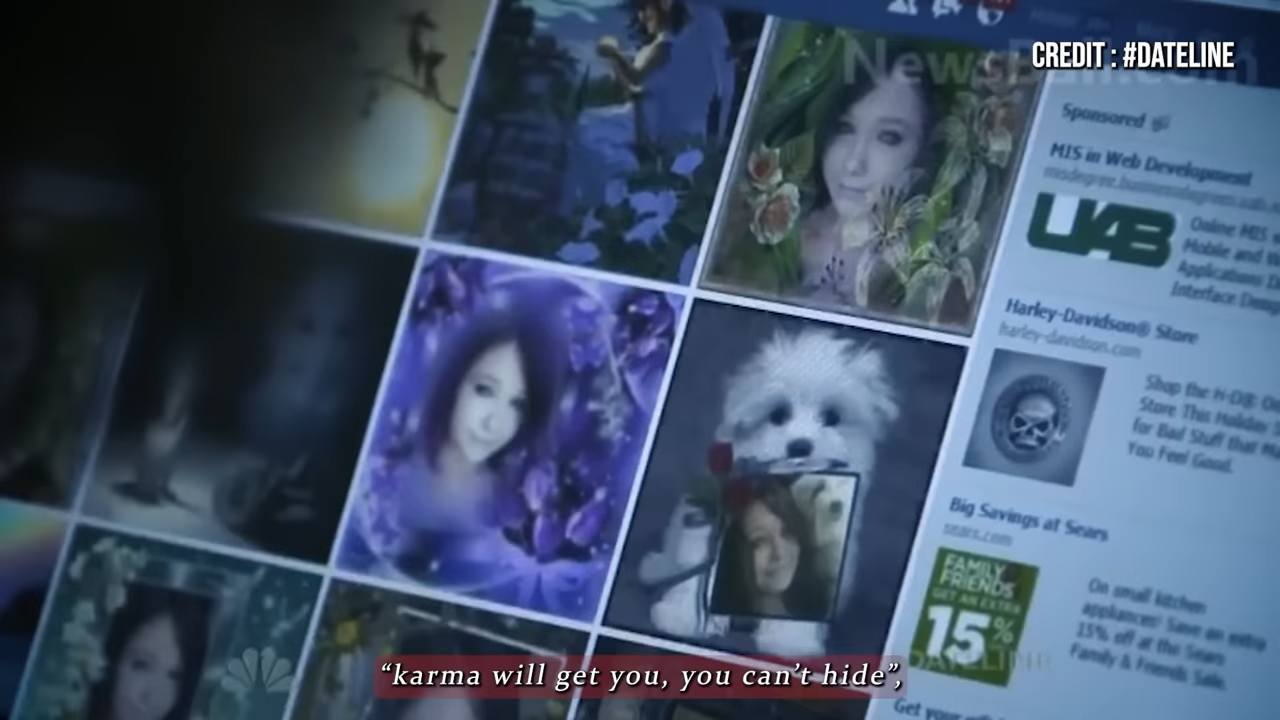 CREDIT : #DATELINE
Sponsored
MIS in Web Development
UAB
Online MIS
Mobile and
Applications
Interface
Harley-Davidson® Store
harley-davidson.com
Shop the H-D®
Store This Holiday
for Bad Stuff that
You Feel Good.
Big Savings at Sears
sears.com
FAMILY
FRIENDS
GET AN EXTRA
15%
On small kitchen
appliances! Save an extra
15% off at the Sears
Family & Friends Sale.
DATELINE
Get your
“karma will get you, you can’t hide”,